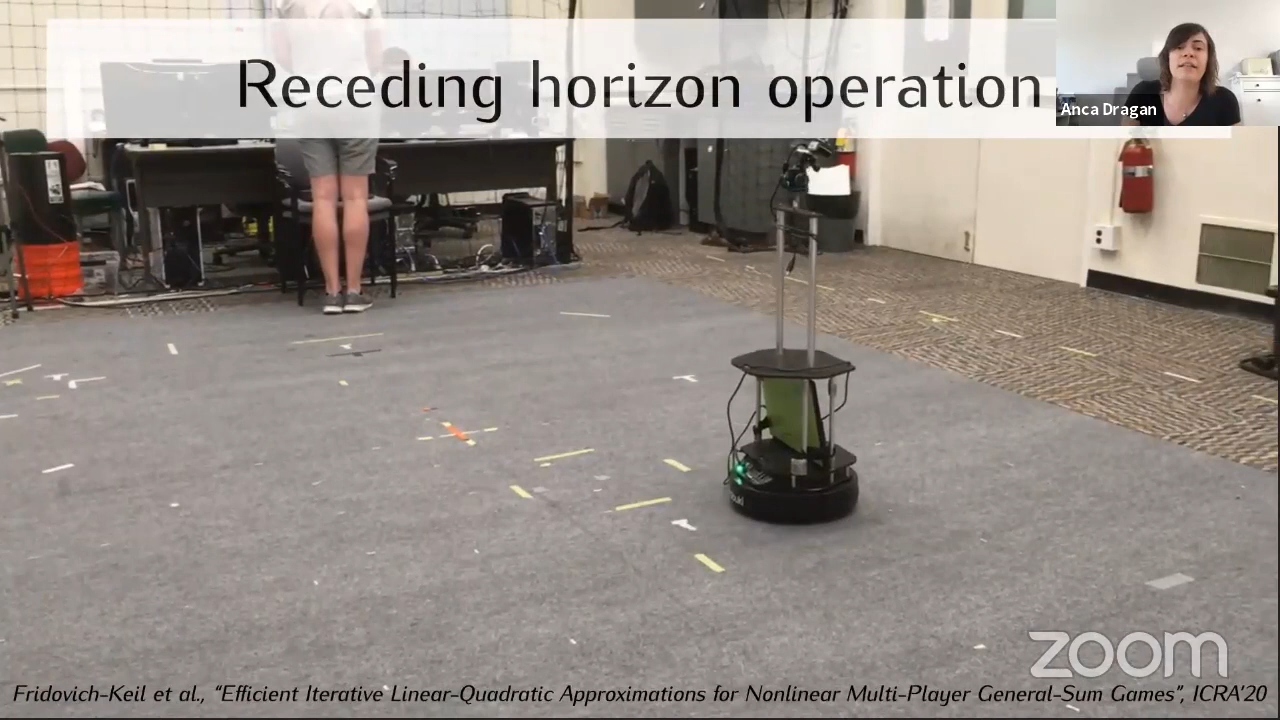 Receding horizon operation
Anca Dragan
zoom
Fridovich-Keil et al., “Efficient Iterative Linear-Quadratic Approximations for Nonlinear Multi-Player General-Sum Games”, ICRA'20